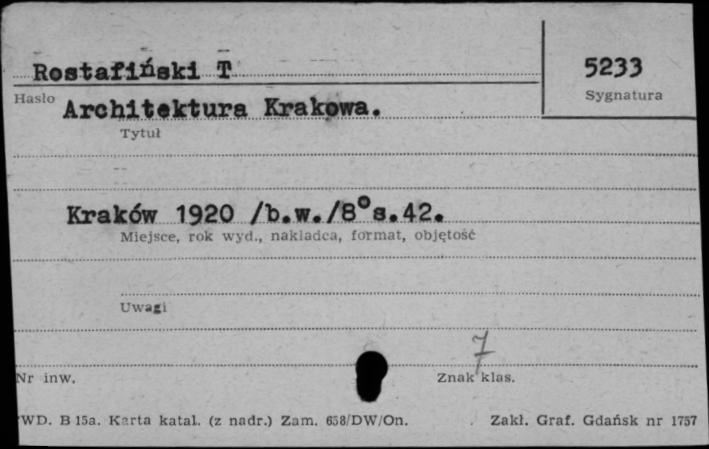 Rostafiński T
5233
Hasło
Sygnatura
Architektura Krakowa.
Tytuł
Kraków 1920 /b.w./8°s.42.
Miejsce, rok wyd., nakładca, format, objętość
Uwagi
7
Nr inw.
Znak klas.
WD. B 15a. Karta katal. (z nadr.) Zam. 658/DW/On.
Zakł. Graf. Gdańsk nr 1757